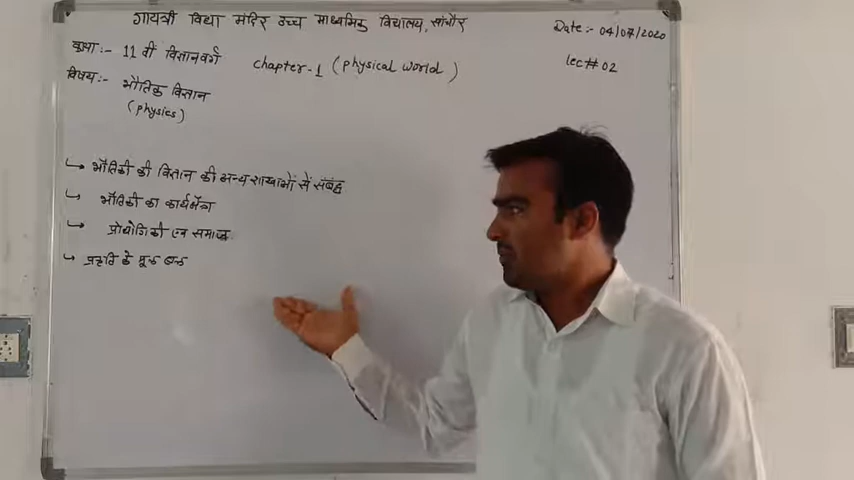 गायत्री विद्या मंदिर उच्च माध्यमिक विद्यालय, सांचौर
Date:- 04/07/2020
कक्षा:- 11 वी विज्ञान वर्ग
chapter-1 (physical world)
lec# 02
विषय:- भौतिक विज्ञान
(physics)
भौतिकी की विज्ञान की अन्य शाखाओं से संबंध
भौतिकी का कार्यक्षेत्र
प्रोद्योगिकी एवं समाज
प्रकृति के मूल बल